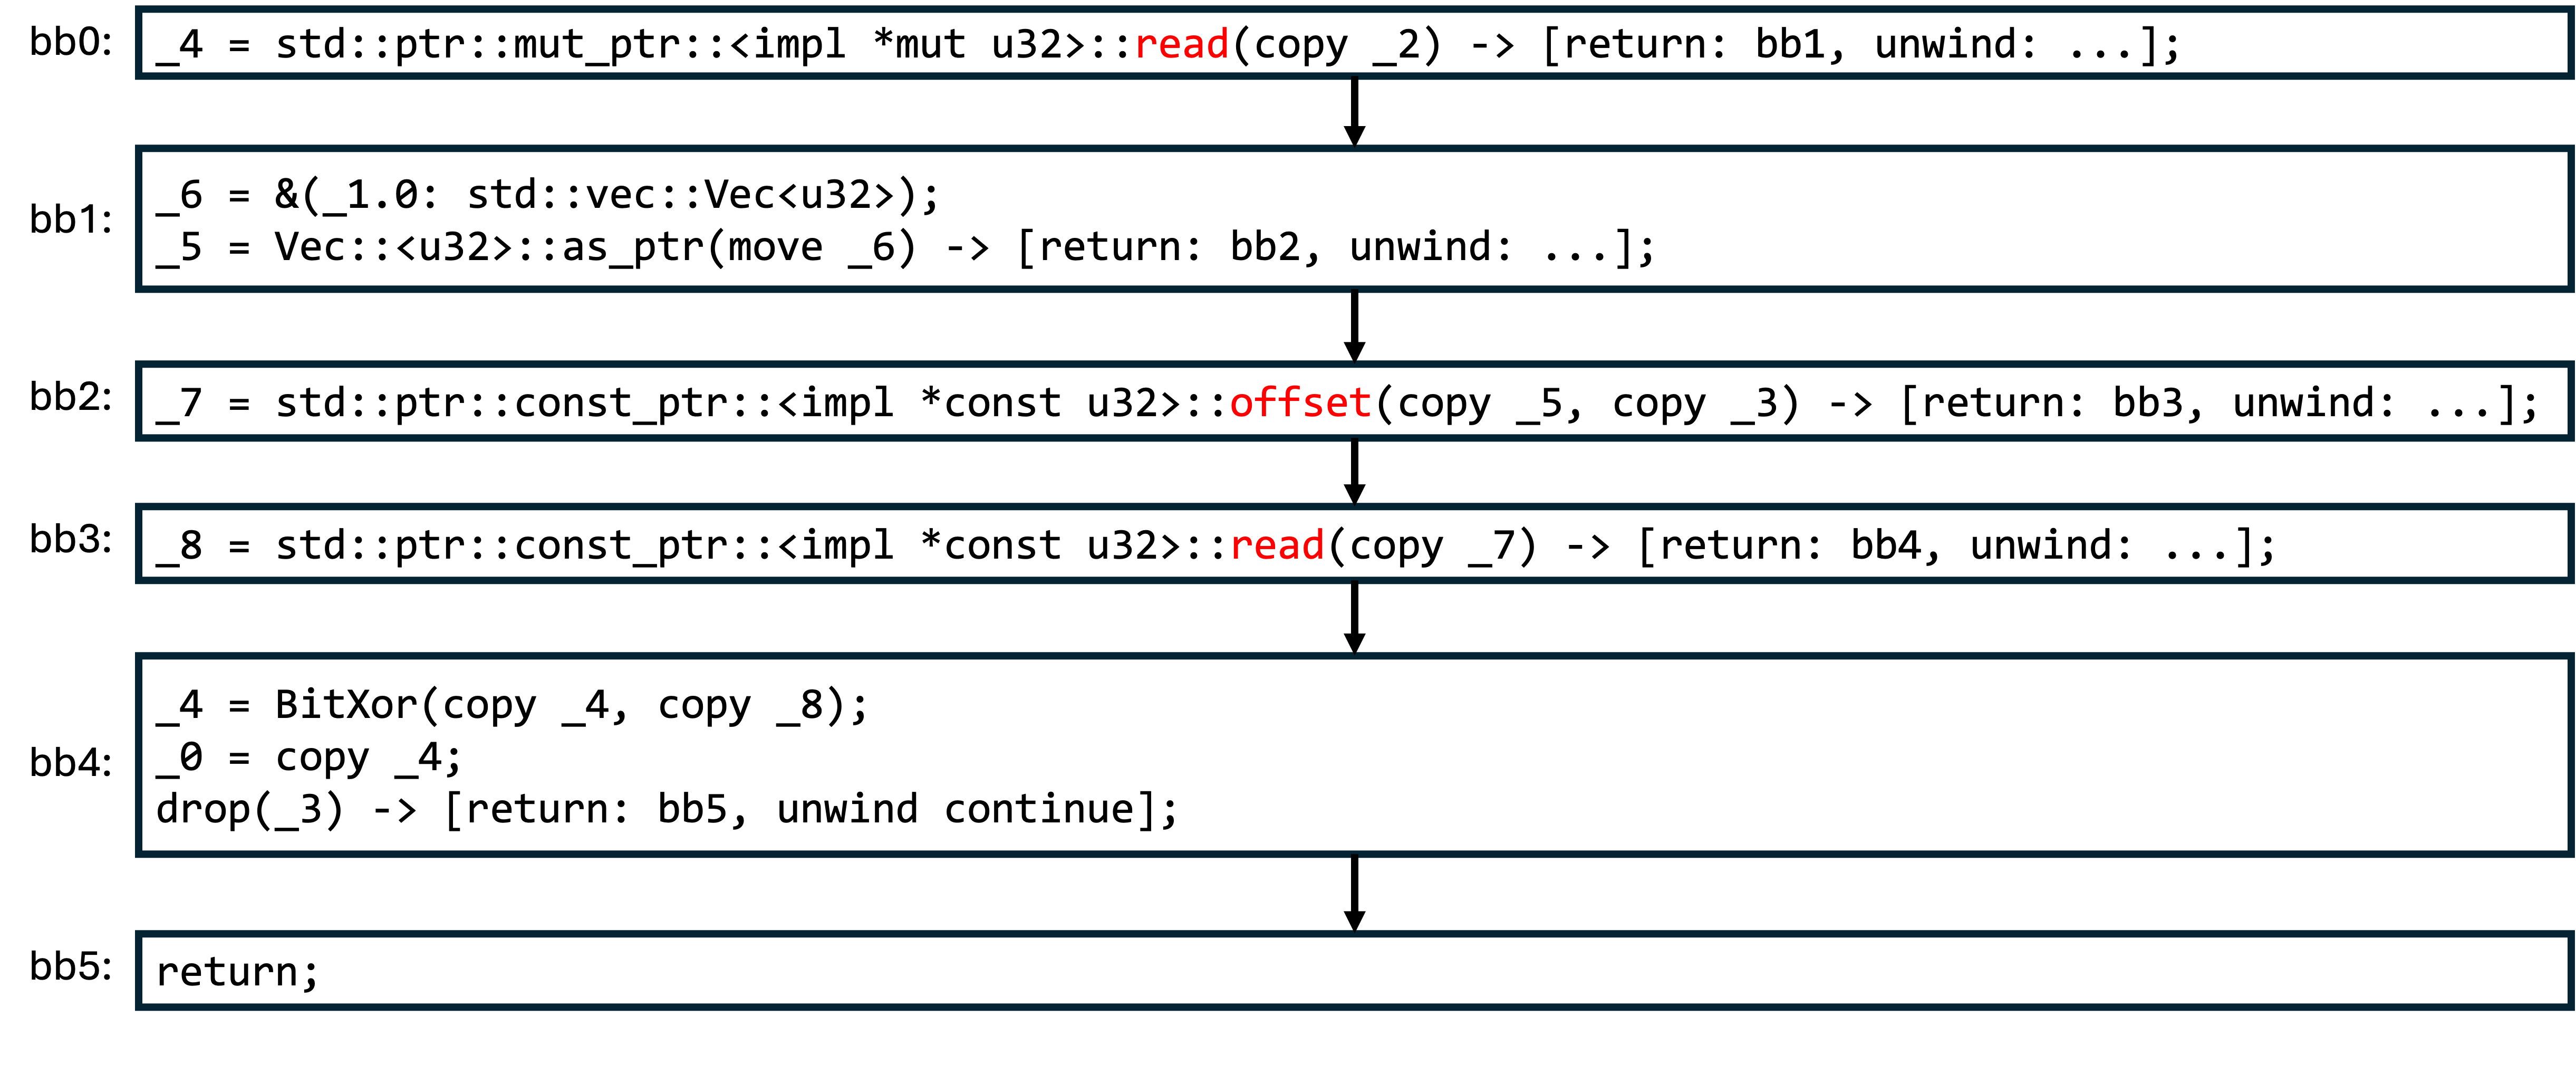 bb0: _4 = std::ptr::mut_ptr::<impl *mut u32>::read(copy _2) -> [return: bb1, unwind: ...];
bb1:
_6 = &(_1.0: std::vec::Vec<u32>);
_5 = Vec::<u32>::as_ptr(move _6) -> [return: bb2, unwind: ...];
bb2: _7 = std::ptr::const_ptr::<impl *const u32>::offset(copy _5, copy _3) -> [return: bb3, unwind: ...];
bb3: _8 = std::ptr::const_ptr::<impl *const u32>::read(copy _7) -> [return: bb4, unwind: ...];
bb4:
_4 = BitXor(copy _4, copy _8);
_0 = copy _4;
drop(_3) -> [return: bb5, unwind continue];
bb5: return;